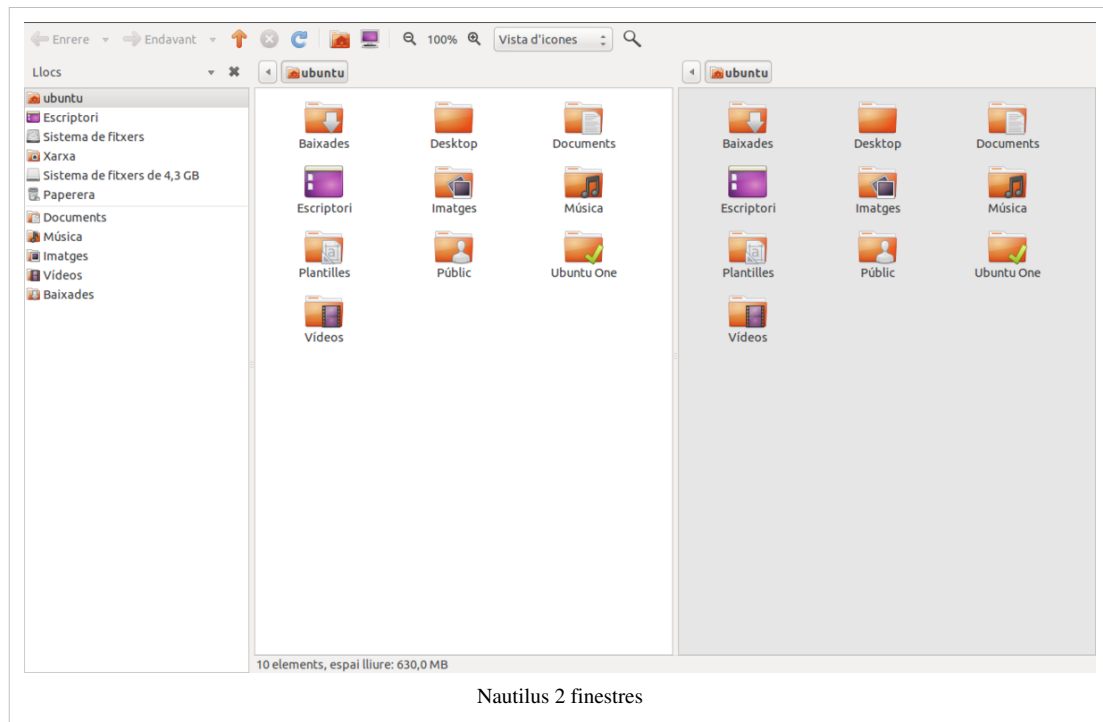 Enrere Endavant 100% Vista d'icones
Llocs
ubuntu
Escriptori
Sistema de fitxers
Xarxa
Sistema de fitxers de 4,3 GB
Paperera
Documents
Música
Imatges
Vídeos
Baixades
ubuntu
Baixades Desktop Documents
Escriptori Imatges Música
Plantilles Públic Ubuntu One
Vídeos
10 elements, espai lliure: 630,0 MB
ubuntu
Baixades Desktop Documents
Escriptori Imatges Música
Plantilles Públic Ubuntu One
Vídeos
Nautilus 2 finestres